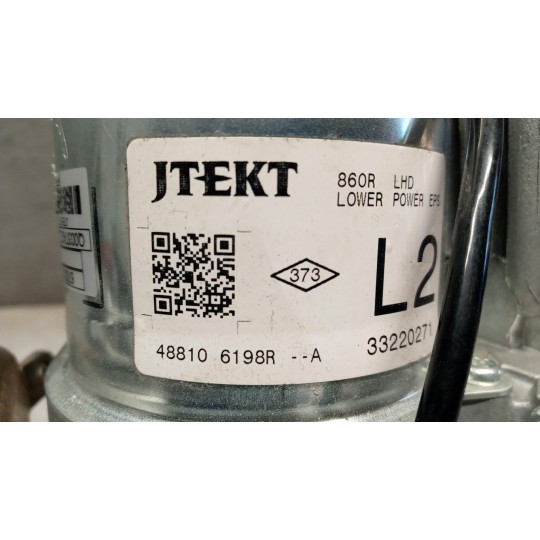 JTEKT
860R LHD
LOWER POWER EPS
373
L2
48810 6198R --A
33220271